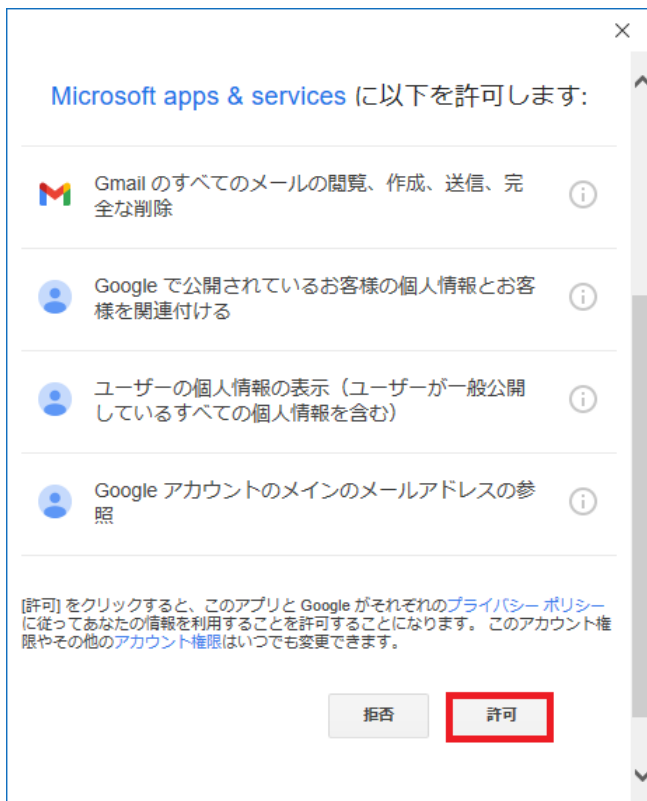 Microsoft apps & services に以下を許可します:
Gmail のすべてのメールの閲覧、作成、送信、完
全な削除
Google で公開されているお客様の個人情報とお客
様を関連付ける
ユーザーの個人情報の表示（ユーザーが一般公開
しているすべての個人情報を含む）
Google アカウントのメインのメールアドレスの参
照
[許可] をクリックすると、このアプリと Google がそれぞれのプライバシー ポリシー
に従ってあなたの情報を利用することを許可することになります。 このアカウント権
限やその他のアカウント権限はいつでも変更できます。
拒否 許可